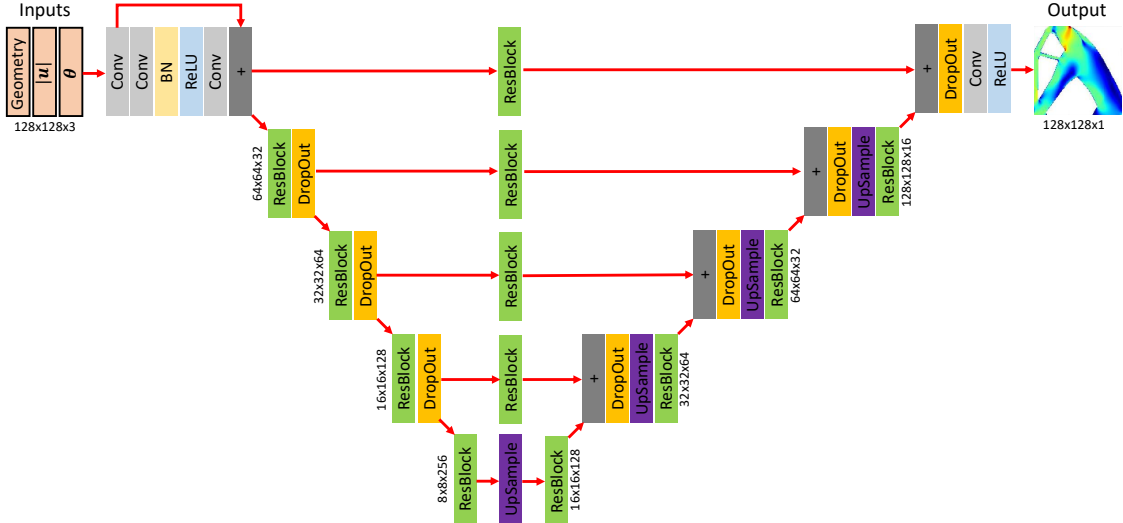 Inputs
Output
Geometry
|u|
θ
128x128x3
Conv
Conv
BN
ReLU
Conv
+
ResBlock
+
DropOut
Conv
ReLU
128x128x1
64x64x32
ResBlock
DropOut
ResBlock
+
DropOut
UpSample
ResBlock
128x128x16
32x32x64
ResBlock
DropOut
ResBlock
+
DropOut
UpSample
ResBlock
64x64x32
16x16x128
ResBlock
DropOut
ResBlock
+
DropOut
UpSample
ResBlock
32x32x64
8x8x256
ResBlock
UpSample
ResBlock
16x16x128